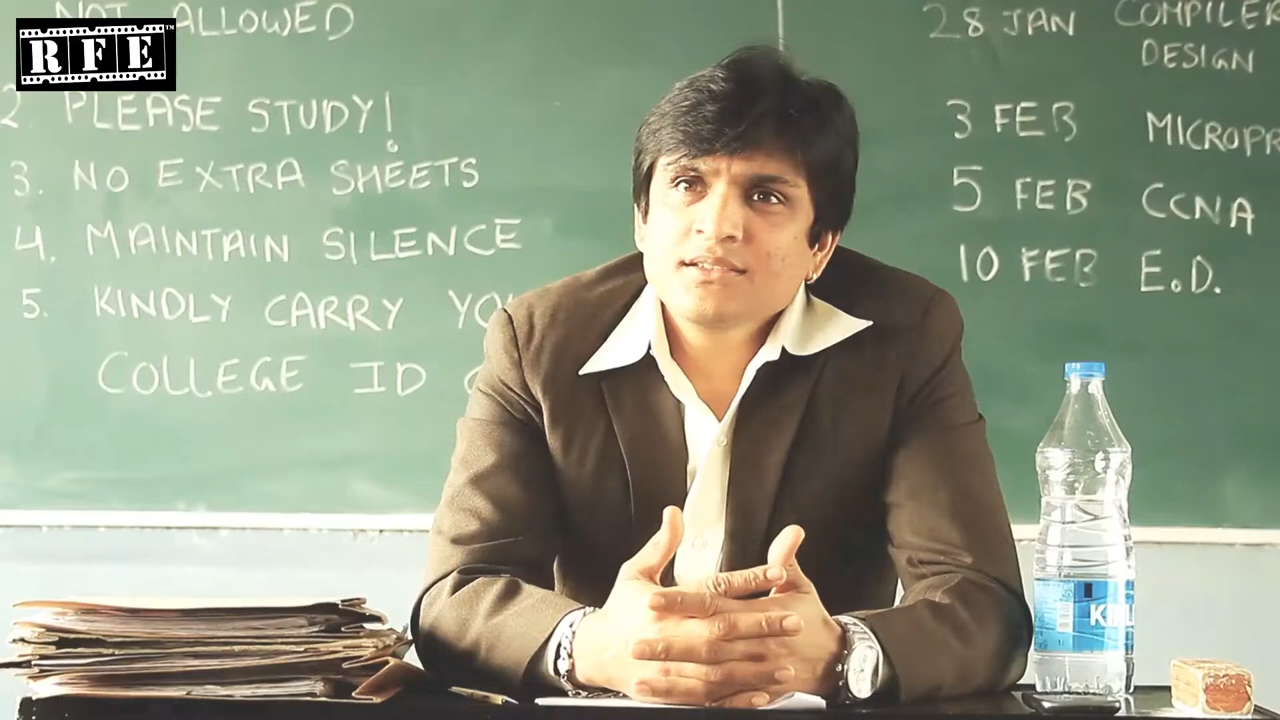 RFE
NOT ALLOWED
2. PLEASE STUDY!
3. NO EXTRA SHEETS
4. MAINTAIN SILENCE
5. KINDLY CARRY
COLLEGE ID
28 JAN COMPILER
DESIGN
3 FEB
5 FEB CCNA
10 FEB E.D.